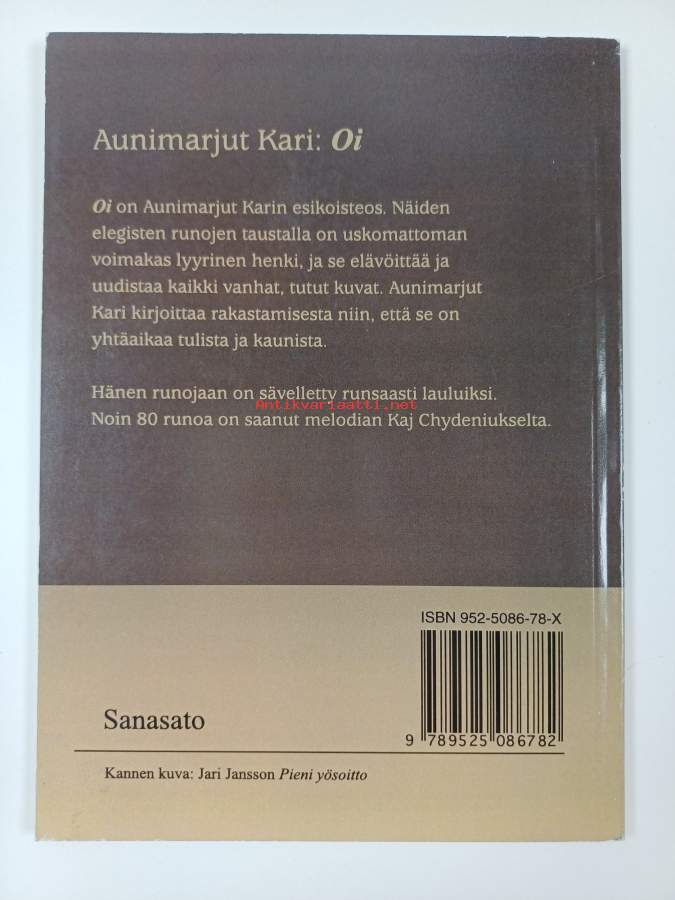 Aunimarjut Kari: Oi
Oi on Aunimarjut Karin esikoisteos. Näiden
elegisten runojen taustalla on uskomattoman
voimakas lyyrinen henki, ja se elävöittää ja
uudistaa kaikki vanhat, tutut kuvat. Aunimarjut
Kari kirjoittaa rakastamisesta niin, että se on
yhtäaikaa tulista ja kaunista.
Hänen runojaan on sävelletty runsaasti lauluiksi.
Antikvariaatti.net
Noin 80 runoa on saanut melodian Kaj Chydeniukselta.
ISBN 952-5086-78-X
9 789525 086782
Sanasato
Kannen kuva: Jari Jansson Pieni yösoitto